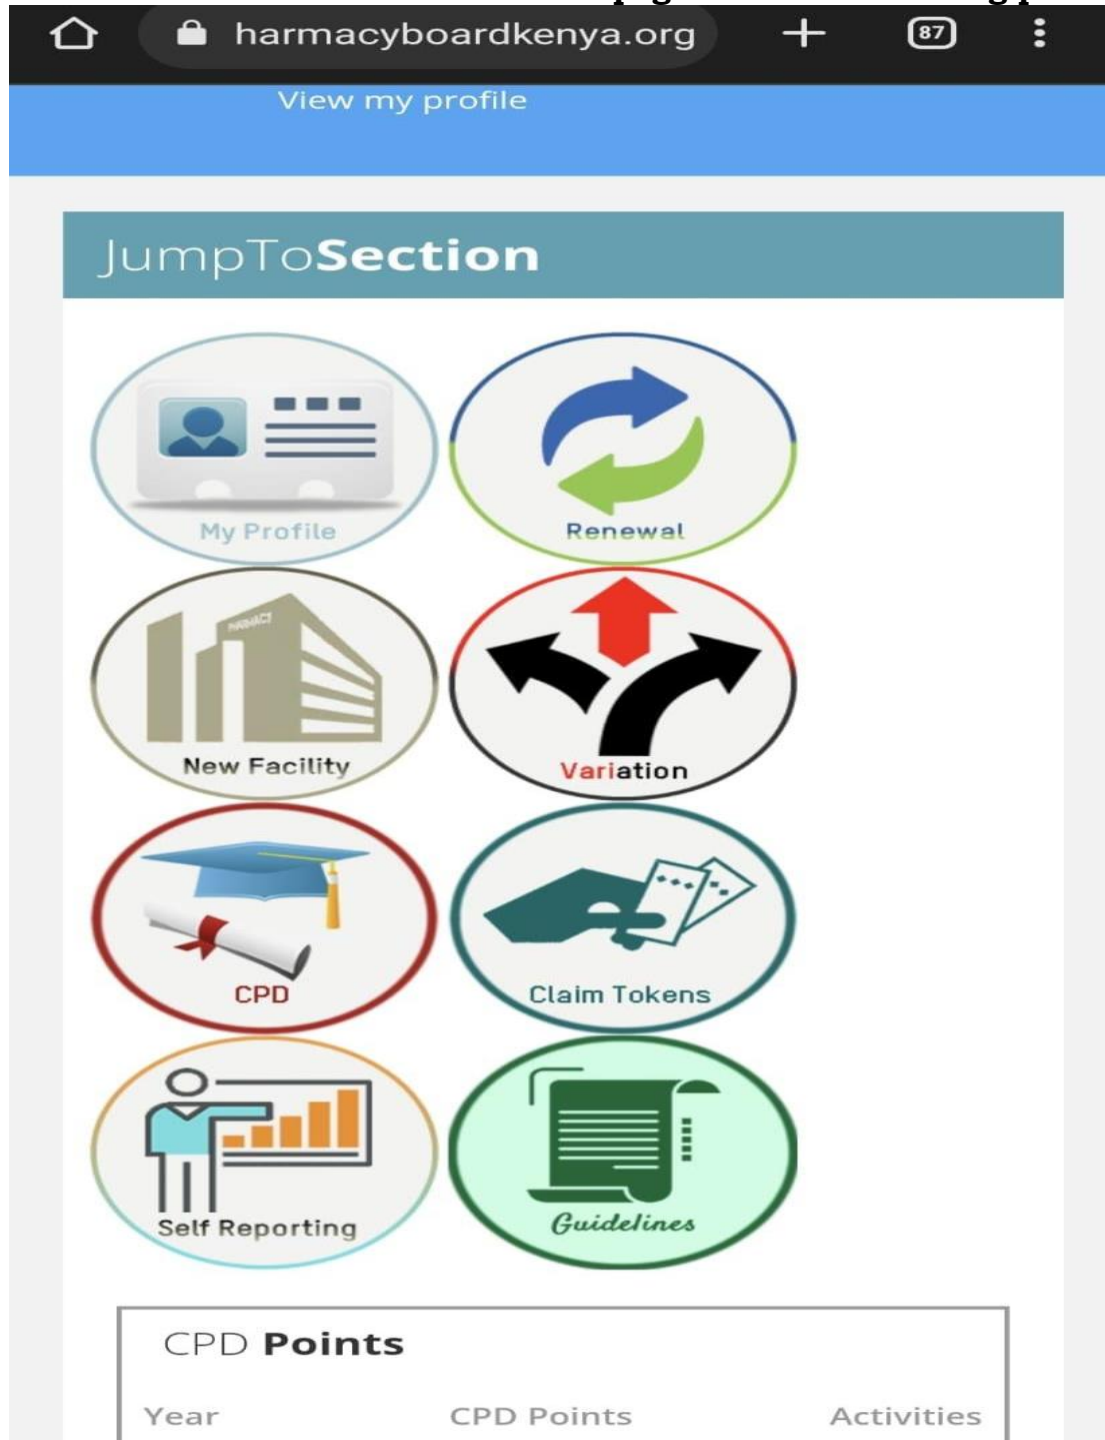 harmacyboardkenya.org
87
View my profile
JumpToSection
My Profile
Renewal
PHARMACY
New Facility
Variation
CPD
Claim Tokens
Self Reporting
Guidelines
CPD Points
Year CPD Points Activities